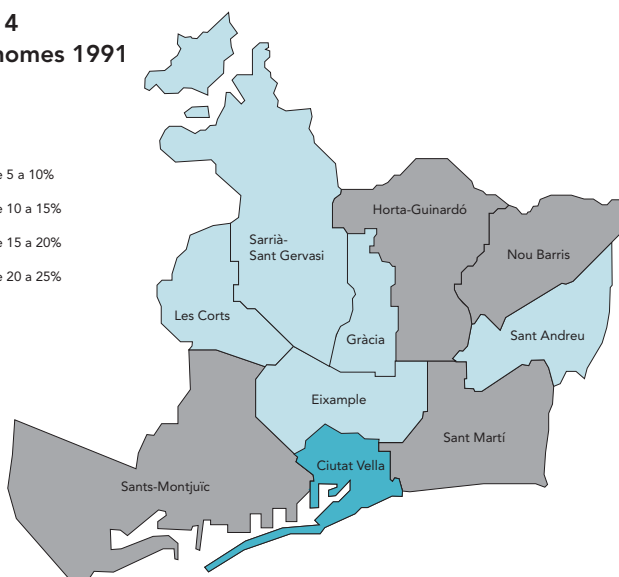 4
homes 1991
5 a 10%
10 a 15%
15 a 20%
20 a 25%
Horta-Guinardó
Sarrià-
Sant Gervasi
Nou Barris
Les Corts
Gràcia
Sant Andreu
Eixample
Sant Martí
Ciutat Vella
Sants-Montjuïc